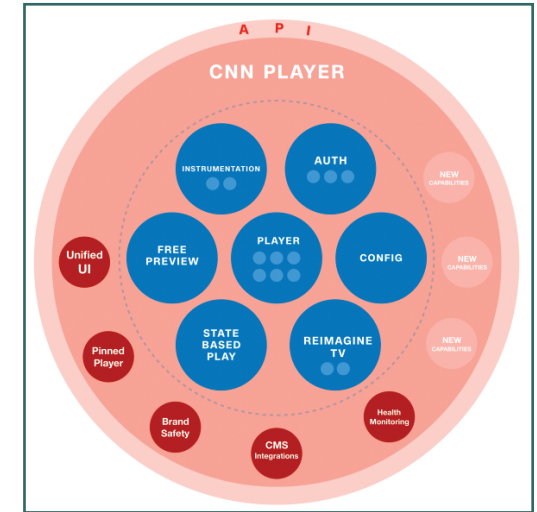 A P I
CNN PLAYER
INSTRUMENTATION
AUTH
NEW
CAPABILITIES
FREE
PREVIEW
PLAYER
CONFIG
Unified
UI
NEW
CAPABILITIES
STATE
BASED
PLAY
REIMAGINE
TV
Pinned
Player
NEW
CAPABILITIES
Brand
Safety
CMS
Integrations
Health
Monitoring